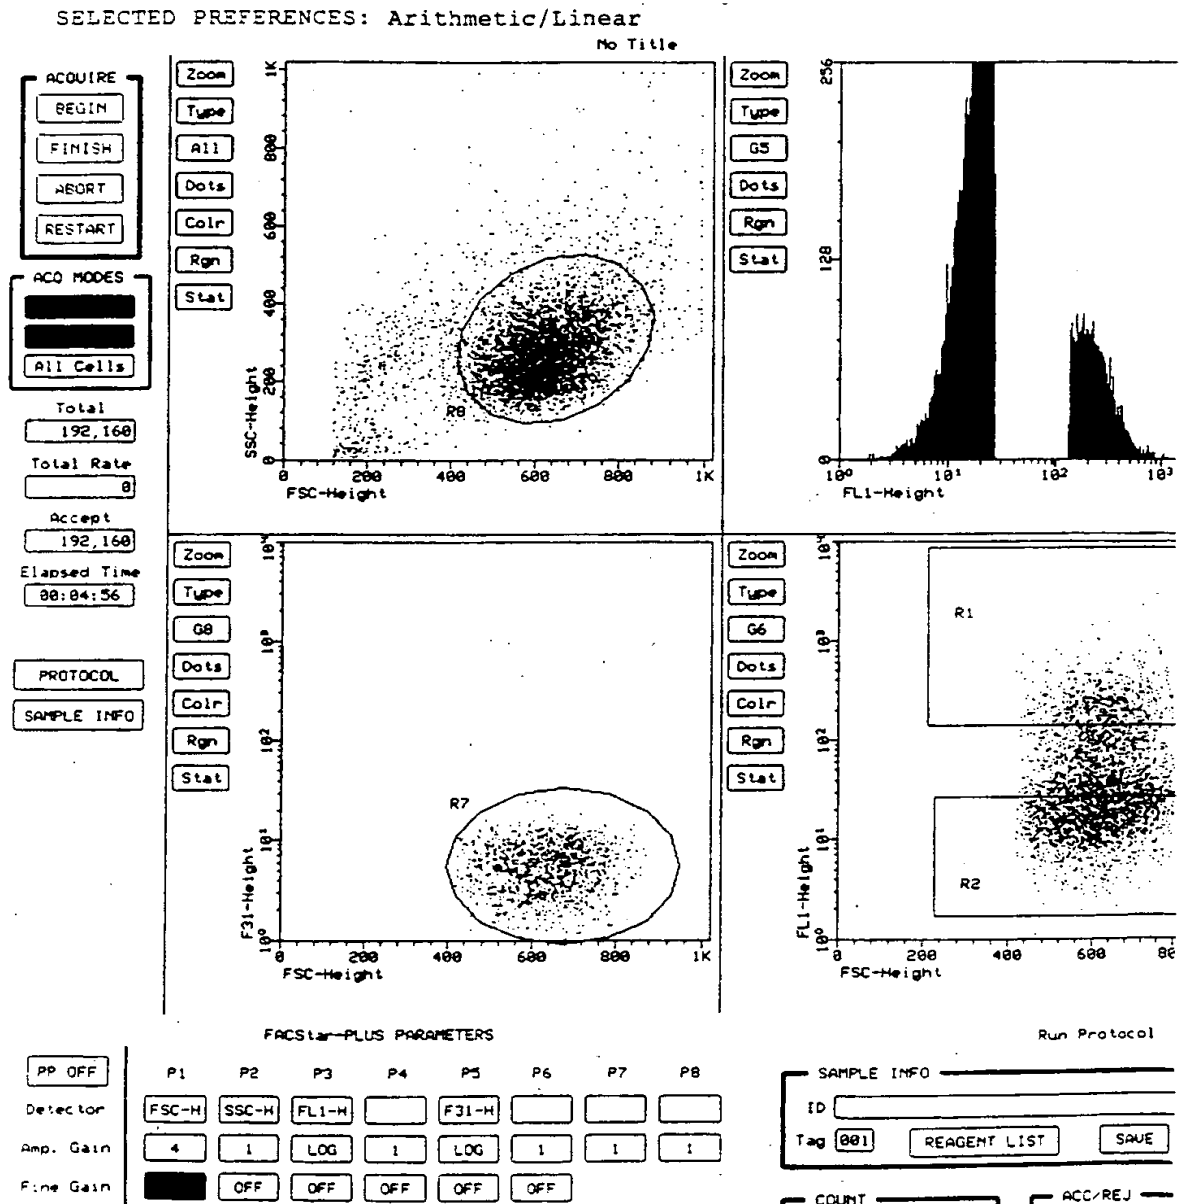 SELECTED PREFERENCES: Arithmetic/Linear
No Title
ACQUIRE
BEGIN
FINISH
ABORT
RESTART
ACQ MODES
All Cells
Total
192,160
Total Rate
0
Accept
192,160
Elapsed Time
00:04:56
PROTOCOL
SAMPLE INFO
Zoom
Type
All
Dots
Colr
Rgn
Stat
1K
800
600
400
200
0
SSC-Height
R8
0 200 400 600 800 1K
FSC-Height
Zoom
Type
G5
Dots
Rgn
Stat
256
128
0
10⁰ 10¹ 10² 10³
FL1-Height
Zoom
Type
G8
Dots
Colr
Rgn
Stat
10⁴
10³
10²
10¹
10⁰
F31-Height
R7
0 200 400 600 800 1K
FSC-Height
Zoom
Type
G6
Dots
Colr
Rgn
Stat
10⁴
10³
10²
10¹
10⁰
FL1-Height
R1
R2
0 200 400 600 80
FSC-Height
FACStar-PLUS PARAMETERS
PP OFF P1 P2 P3 P4 P5 P6 P7 P8
Detector FSC-H SSC-H FL1-H F31-H
Amp. Gain 4 1 LOG 1 LOG 1 1 1
Fine Gain OFF OFF OFF OFF OFF
Run Protocol
SAMPLE INFO
ID
Tag 001 REAGENT LIST SAVE
COUNT ACC/REJ